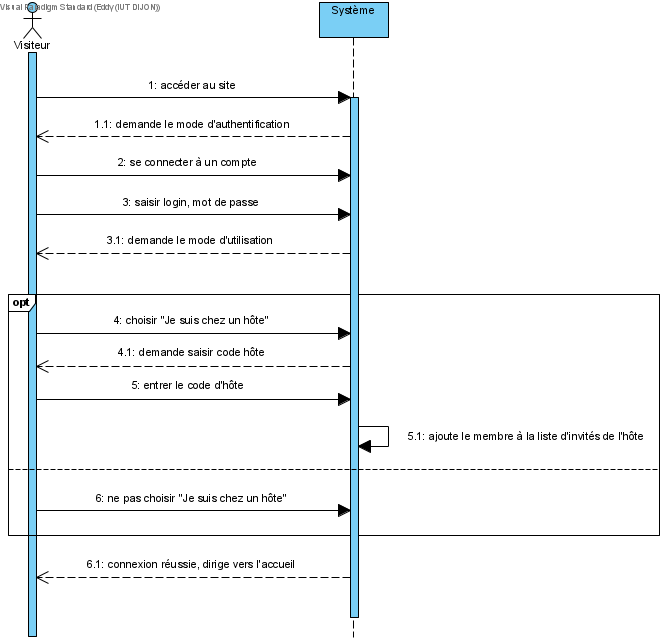 Visual Paradigm Standard (Eddy (IUT DIJON))
Système
Visiteur
1: accéder au site
1.1: demande le mode d'authentification
2: se connecter à un compte
3: saisir login, mot de passe
3.1: demande le mode d'utilisation
opt
4: choisir "Je suis chez un hôte"
4.1: demande saisir code hôte
5: entrer le code d'hôte
5.1: ajoute le membre à la liste d'invités de l'hôte
6: ne pas choisir "Je suis chez un hôte"
6.1: connexion réussie, dirige vers l'accueil